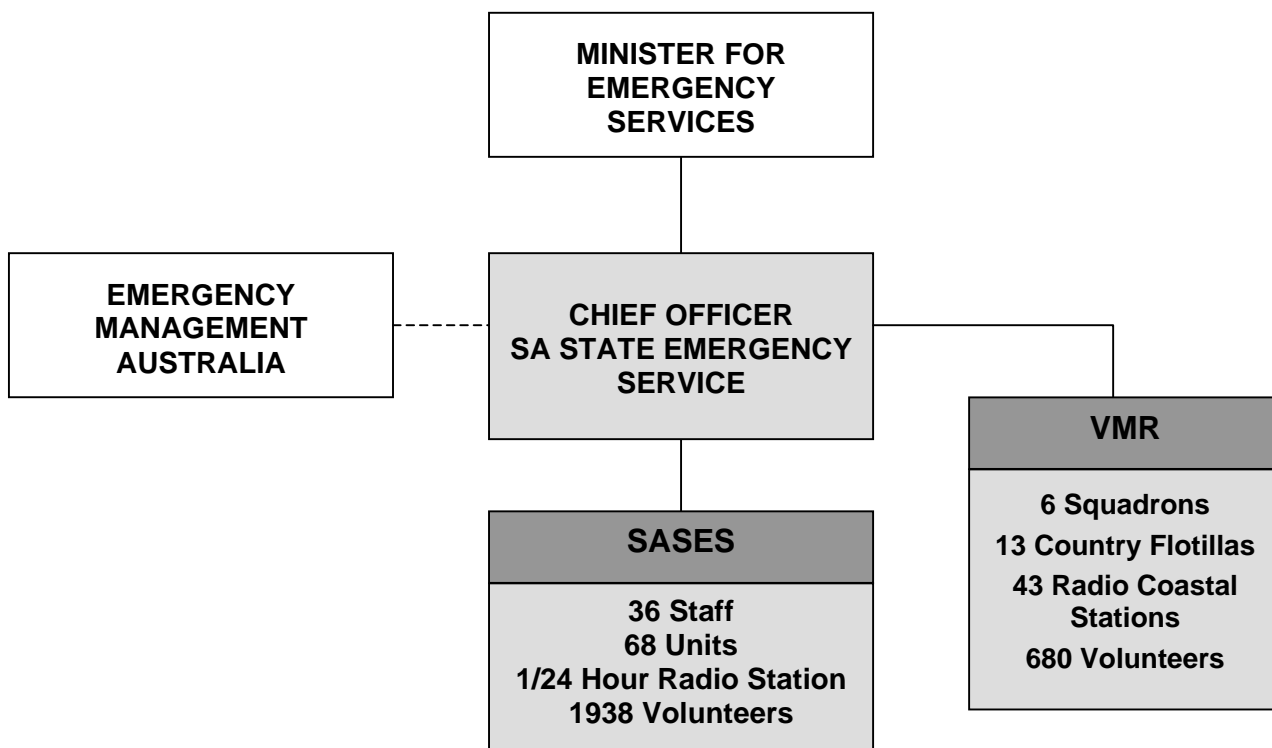 MINISTER FOR
EMERGENCY
SERVICES
EMERGENCY
MANAGEMENT
AUSTRALIA
CHIEF OFFICER
SA STATE EMERGENCY
SERVICE
VMR
6 Squadrons
13 Country Flotillas
43 Radio Coastal
Stations
680 Volunteers
SASES
36 Staff
68 Units
1/24 Hour Radio Station
1938 Volunteers